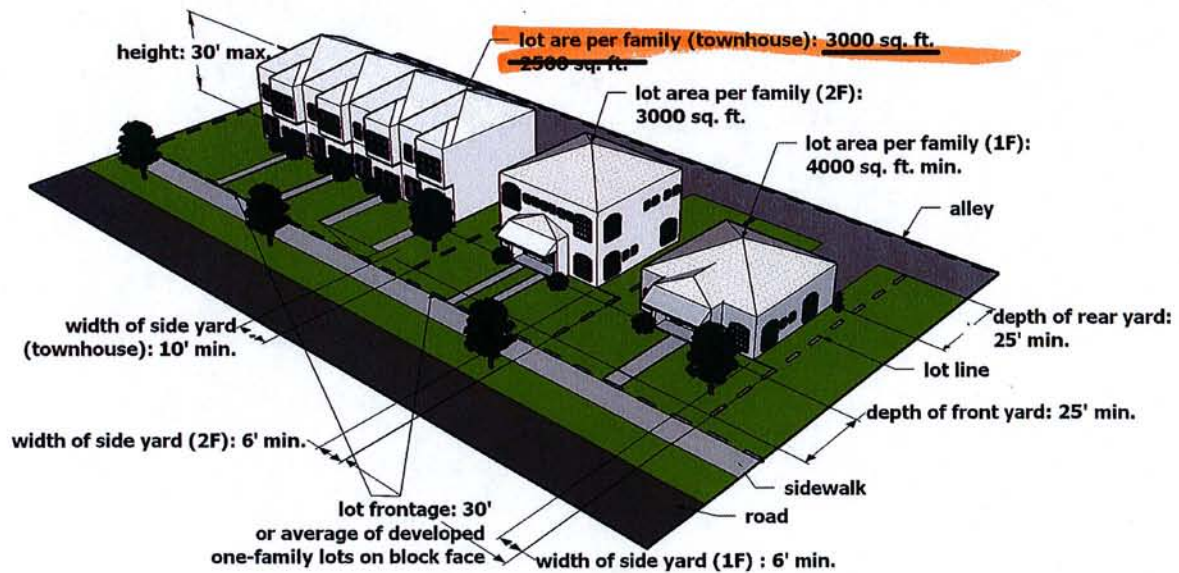 height: 30' max.
lot are per family (townhouse): 3000 sq. ft.
2500 sq. ft.
lot area per family (2F):
3000 sq. ft.
lot area per family (1F):
4000 sq. ft. min.
alley
width of side yard
(townhouse): 10' min.
depth of rear yard:
25' min.
lot line
depth of front yard: 25' min.
width of side yard (2F): 6' min.
sidewalk
lot frontage: 30'
or average of developed
one-family lots on block face
road
width of side yard (1F) : 6' min.